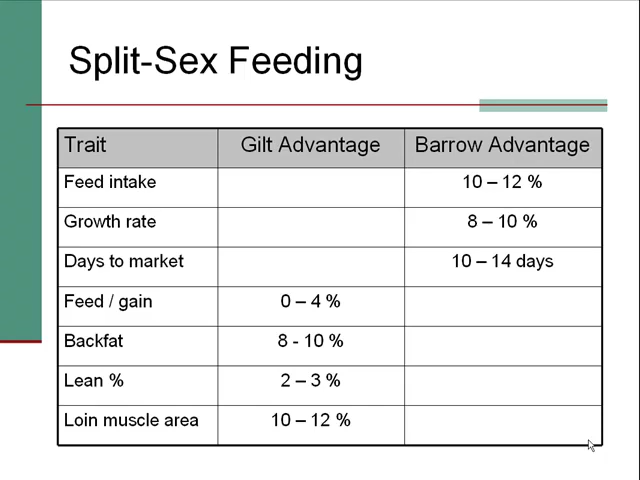 Split-Sex Feeding
Trait Gilt Advantage Barrow Advantage
Feed intake 10 – 12 %
Growth rate 8 – 10 %
Days to market 10 – 14 days
Feed / gain 0 – 4 %
Backfat 8 - 10 %
Lean % 2 – 3 %
Loin muscle area 10 – 12 %